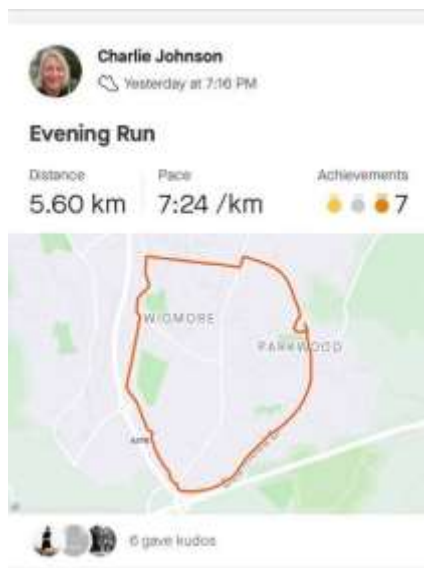 Charlie Johnson
Yesterday at 7:16 PM
Evening Run
Distance Pace Achievements
5.60 km 7:24 /km 7
WIGMORE
PARKWOOD
6 gave kudos